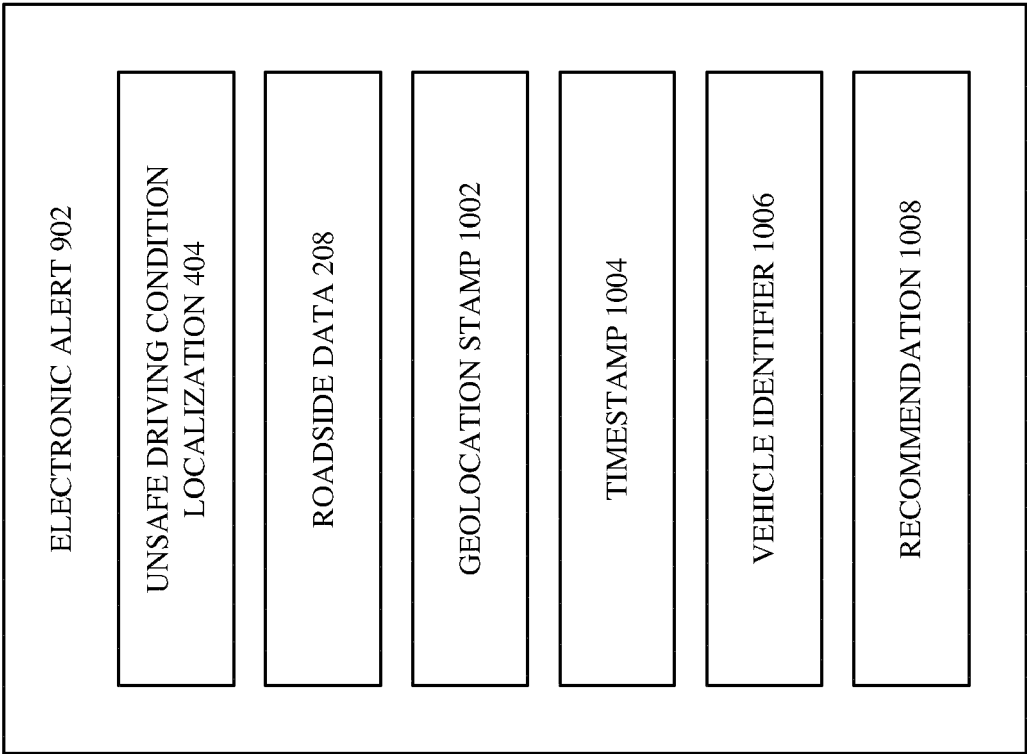 ELECTRONIC ALERT 902
UNSAFE DRIVING CONDITION
LOCALIZATION 404
ROADSIDE DATA 208
GEOLOCATION STAMP 1002
TIMESTAMP 1004
VEHICLE IDENTIFIER 1006
RECOMMENDATION 1008